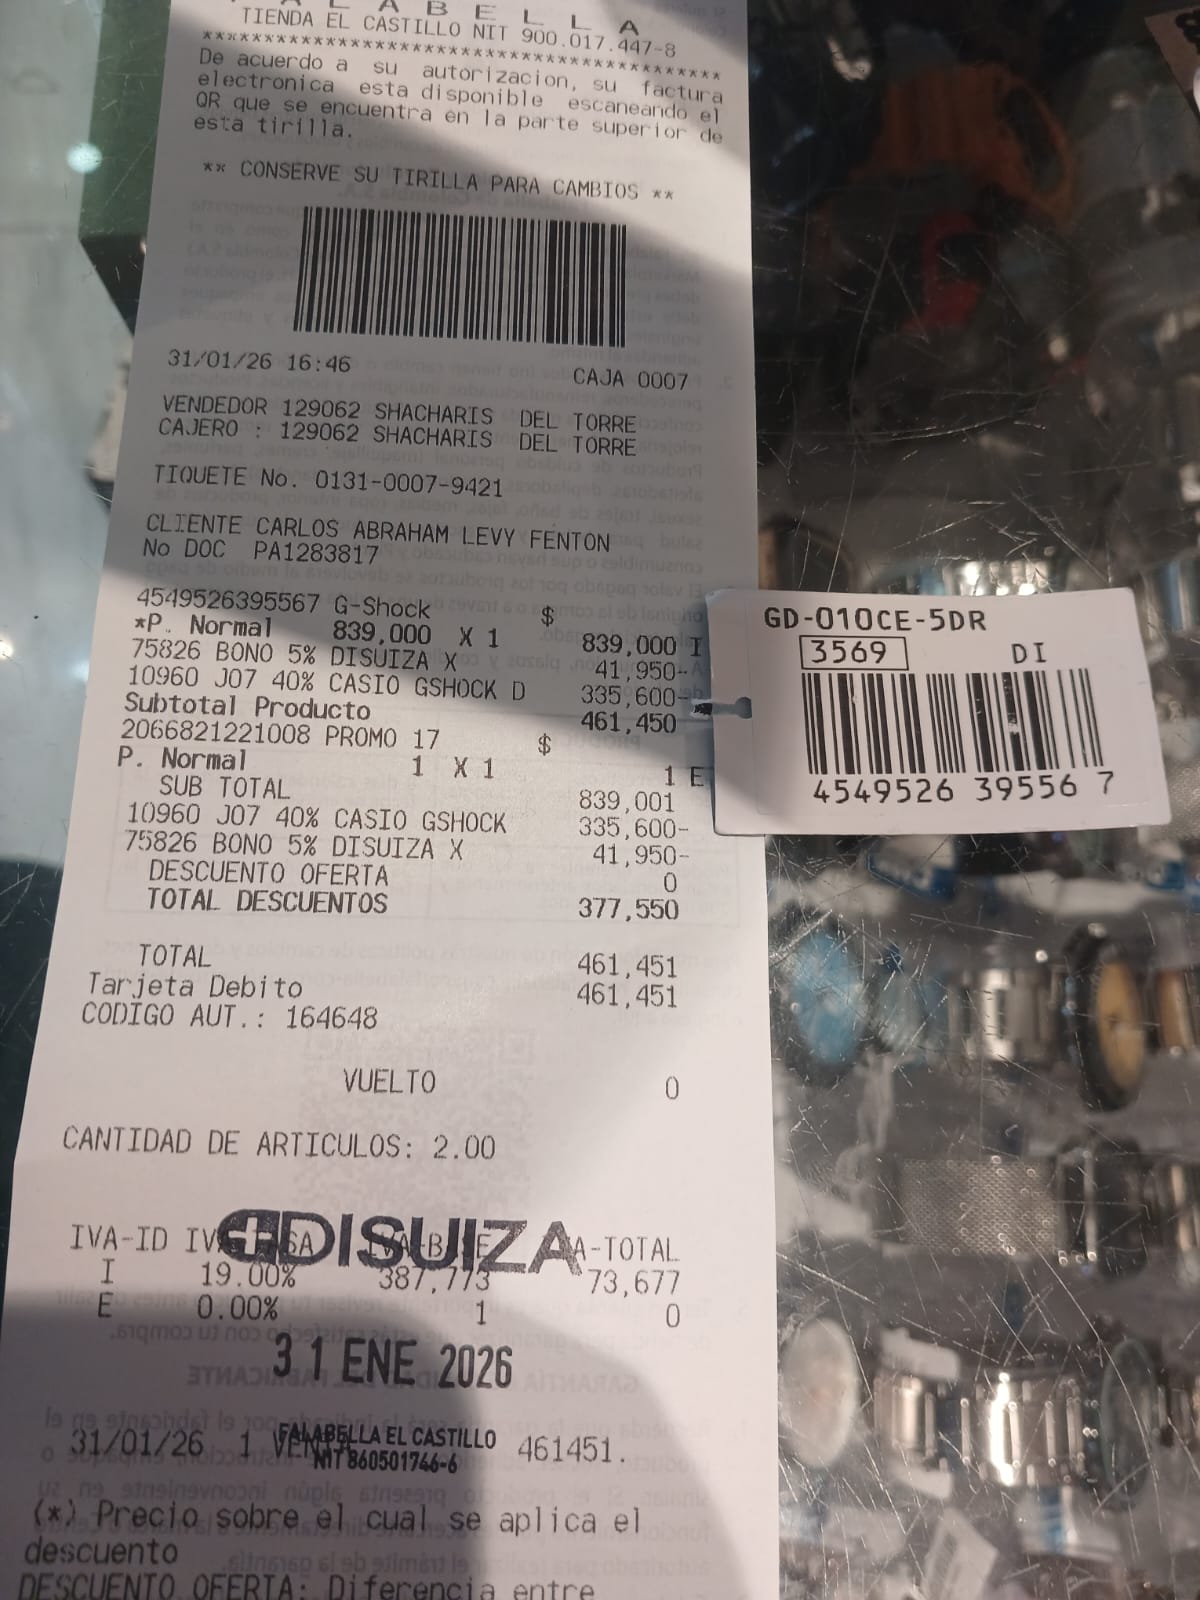 FALABELLA
TIENDA EL CASTILLO NIT 900.017.447-8
****************************************
De acuerdo a su autorizacion, su factura
electronica esta disponible escaneando el
QR que se encuentra en la parte superior de
esta tirilla.
** CONSERVE SU TIRILLA PARA CAMBIOS **
31/01/26 16:46 CAJA 0007
VENDEDOR 129062 SHACHARIS DEL TORRE
CAJERO : 129062 SHACHARIS DEL TORRE
TIQUETE No. 0131-0007-9421
CLIENTE CARLOS ABRAHAM LEVY FENTON
No DOC PA1283817
4549526395567 G-Shock $
*P. Normal 839,000 X 1 839,000 I
75826 BONO 5% DISUIZA X 41,950-
10960 J07 40% CASIO GSHOCK D 335,600-
Subtotal Producto 461,450
2066821221008 PROMO 17 $
P. Normal 1 X 1 1 E
SUB TOTAL 839,001
10960 J07 40% CASIO GSHOCK 335,600-
75826 BONO 5% DISUIZA X 41,950-
DESCUENTO OFERTA 0
TOTAL DESCUENTOS 377,550
TOTAL 461,451
Tarjeta Debito 461,451
CODIGO AUT.: 164648
VUELTO 0
CANTIDAD DE ARTICULOS: 2.00
IVA-ID A-TOTAL
DISUIZA
I 19.00% 387,773 73,677
E 0.00% 1 0
31 ENE 2026
FALABELLA EL CASTILLO
NIT 860501746-6
31/01/26 1 VENTA 461451.
(*) Precio sobre el cual se aplica el
descuento
DESCUENTO OFERTA: Diferencia entre
GD-010CE-5DR
3569 DI
4549526 39556 7